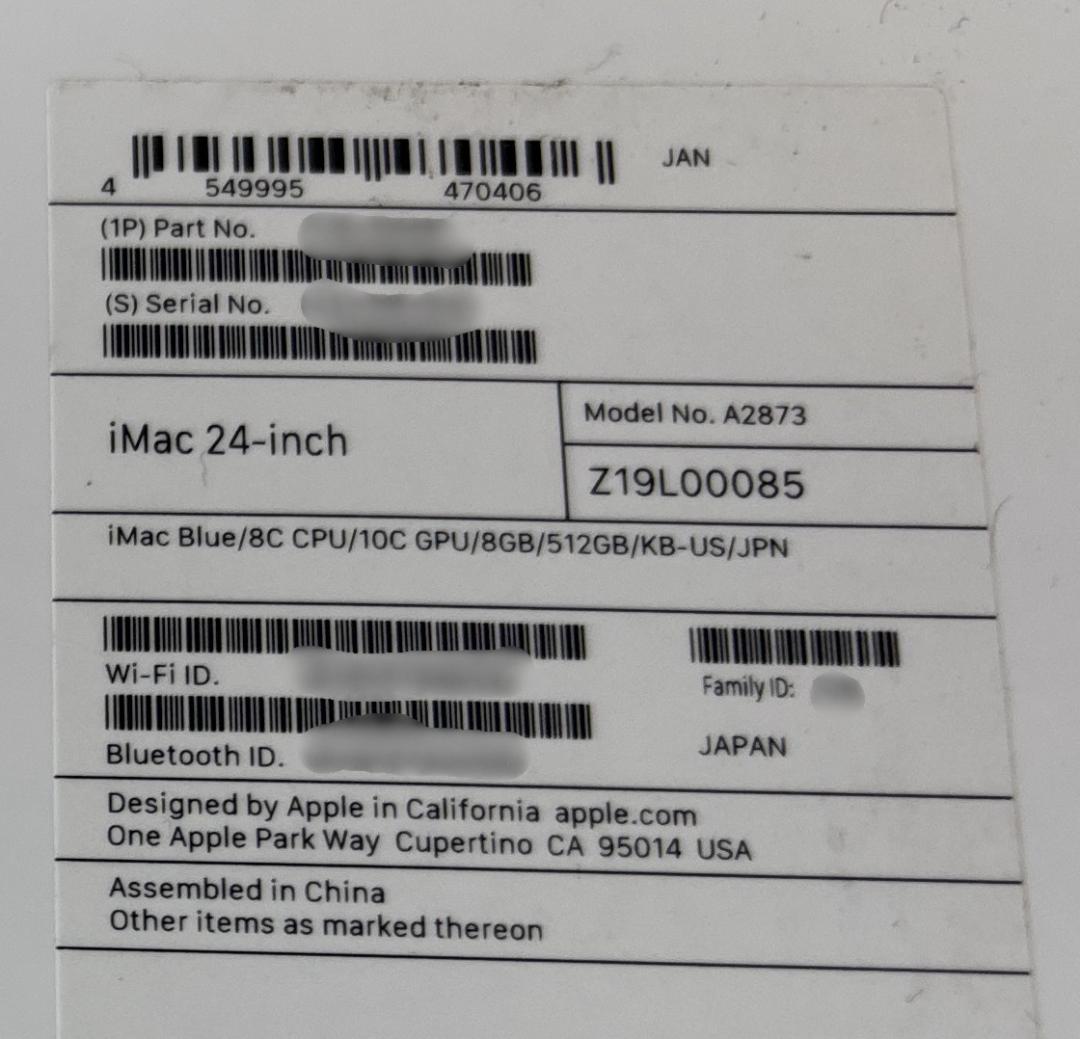 4 549995 470406 JAN
(1P) Part No.
(S) Serial No.
iMac 24-inch
Model No. A2873
Z19L00085
iMac Blue/8C CPU/10C GPU/8GB/512GB/KB-US/JPN
Wi-Fi ID.
Family ID:
Bluetooth ID.
JAPAN
Designed by Apple in California apple.com
One Apple Park Way Cupertino CA 95014 USA
Assembled in China
Other items as marked thereon